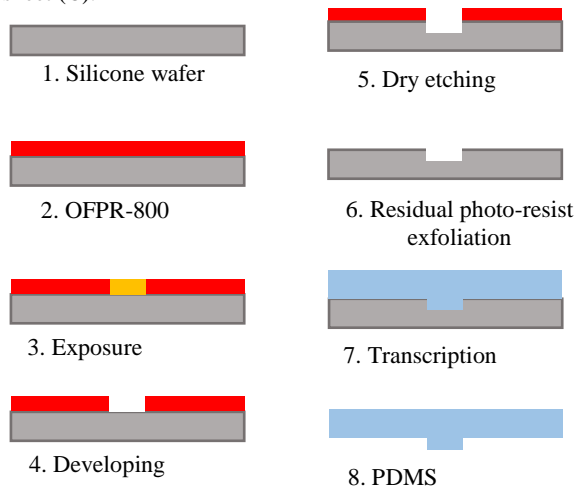 1. Silicone wafer
2. OFPR-800
3. Exposure
4. Developing
5. Dry etching
6. Residual photo-resist
exfoliation
7. Transcription
8. PDMS